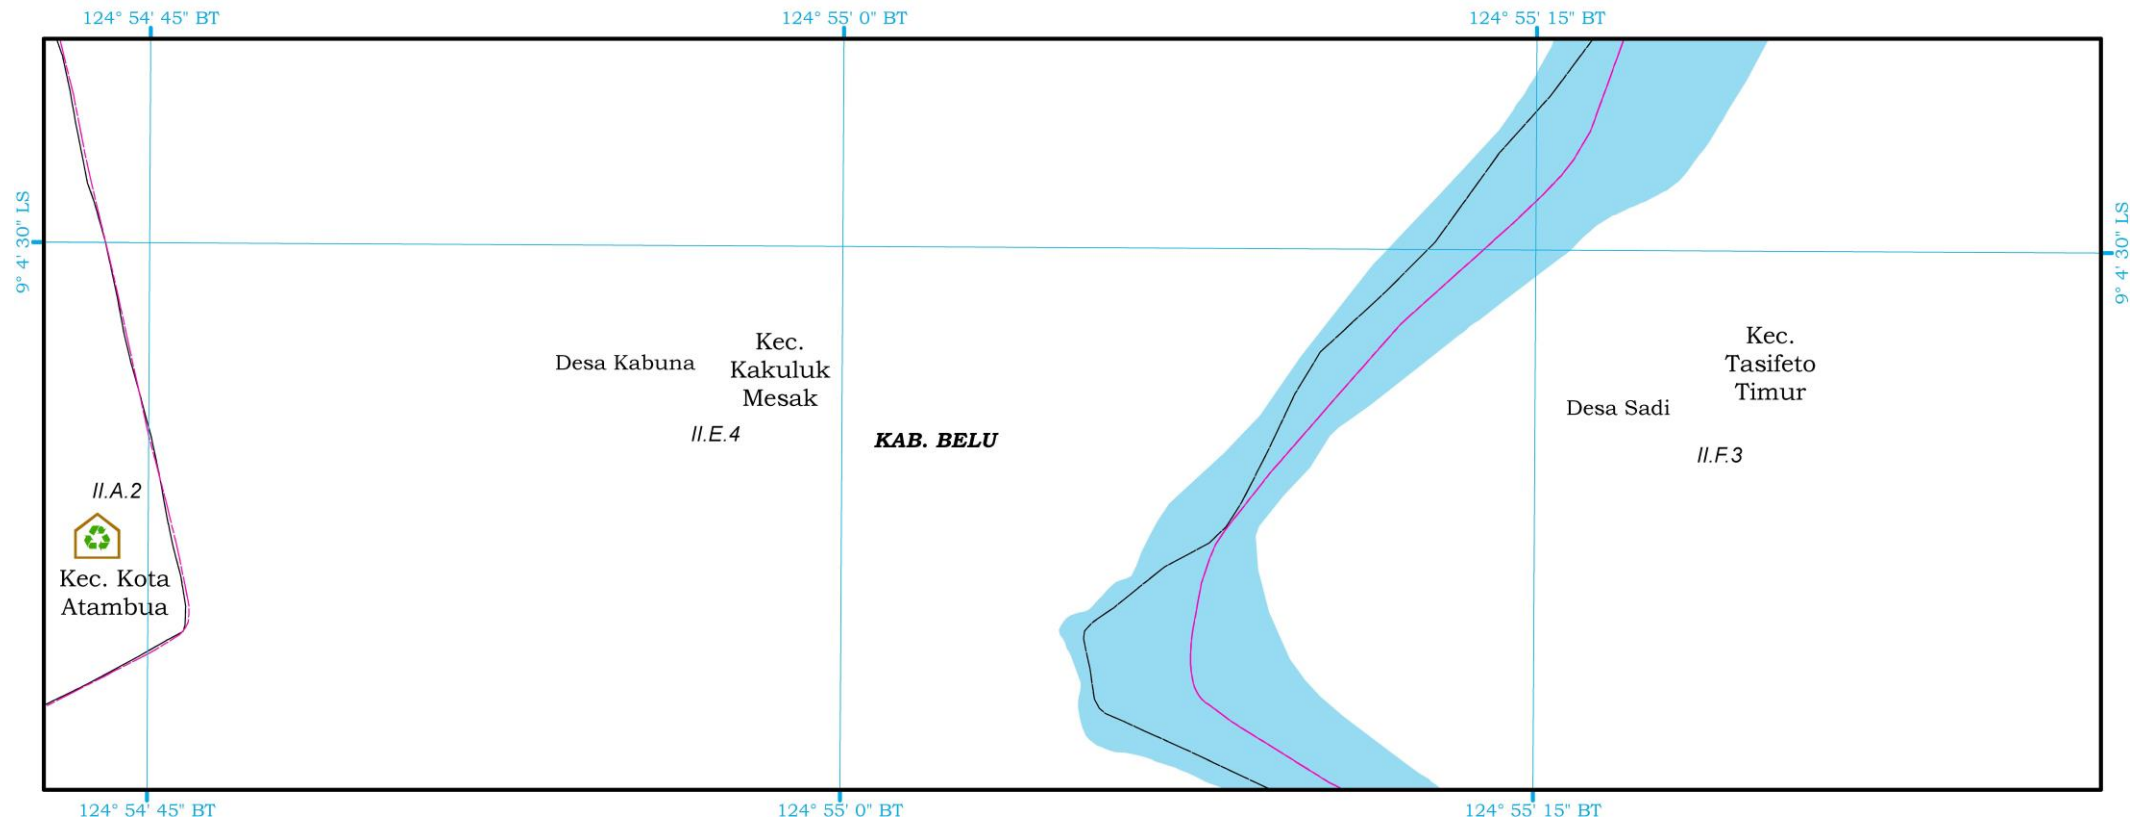 124° 54' 45" BT
124° 55' 0" BT
124° 55' 15" BT
9° 4' 30" LS
9° 4' 30" LS
Desa Kabuna
Kec.
Kakuluk
Mesak
II.E.4
KAB. BELU
Kec.
Tasifeto
Timur
Desa Sadi
II.F.3
II.A.2
Kec. Kota
Atambua
124° 54' 45" BT
124° 55' 0" BT
124° 55' 15" BT